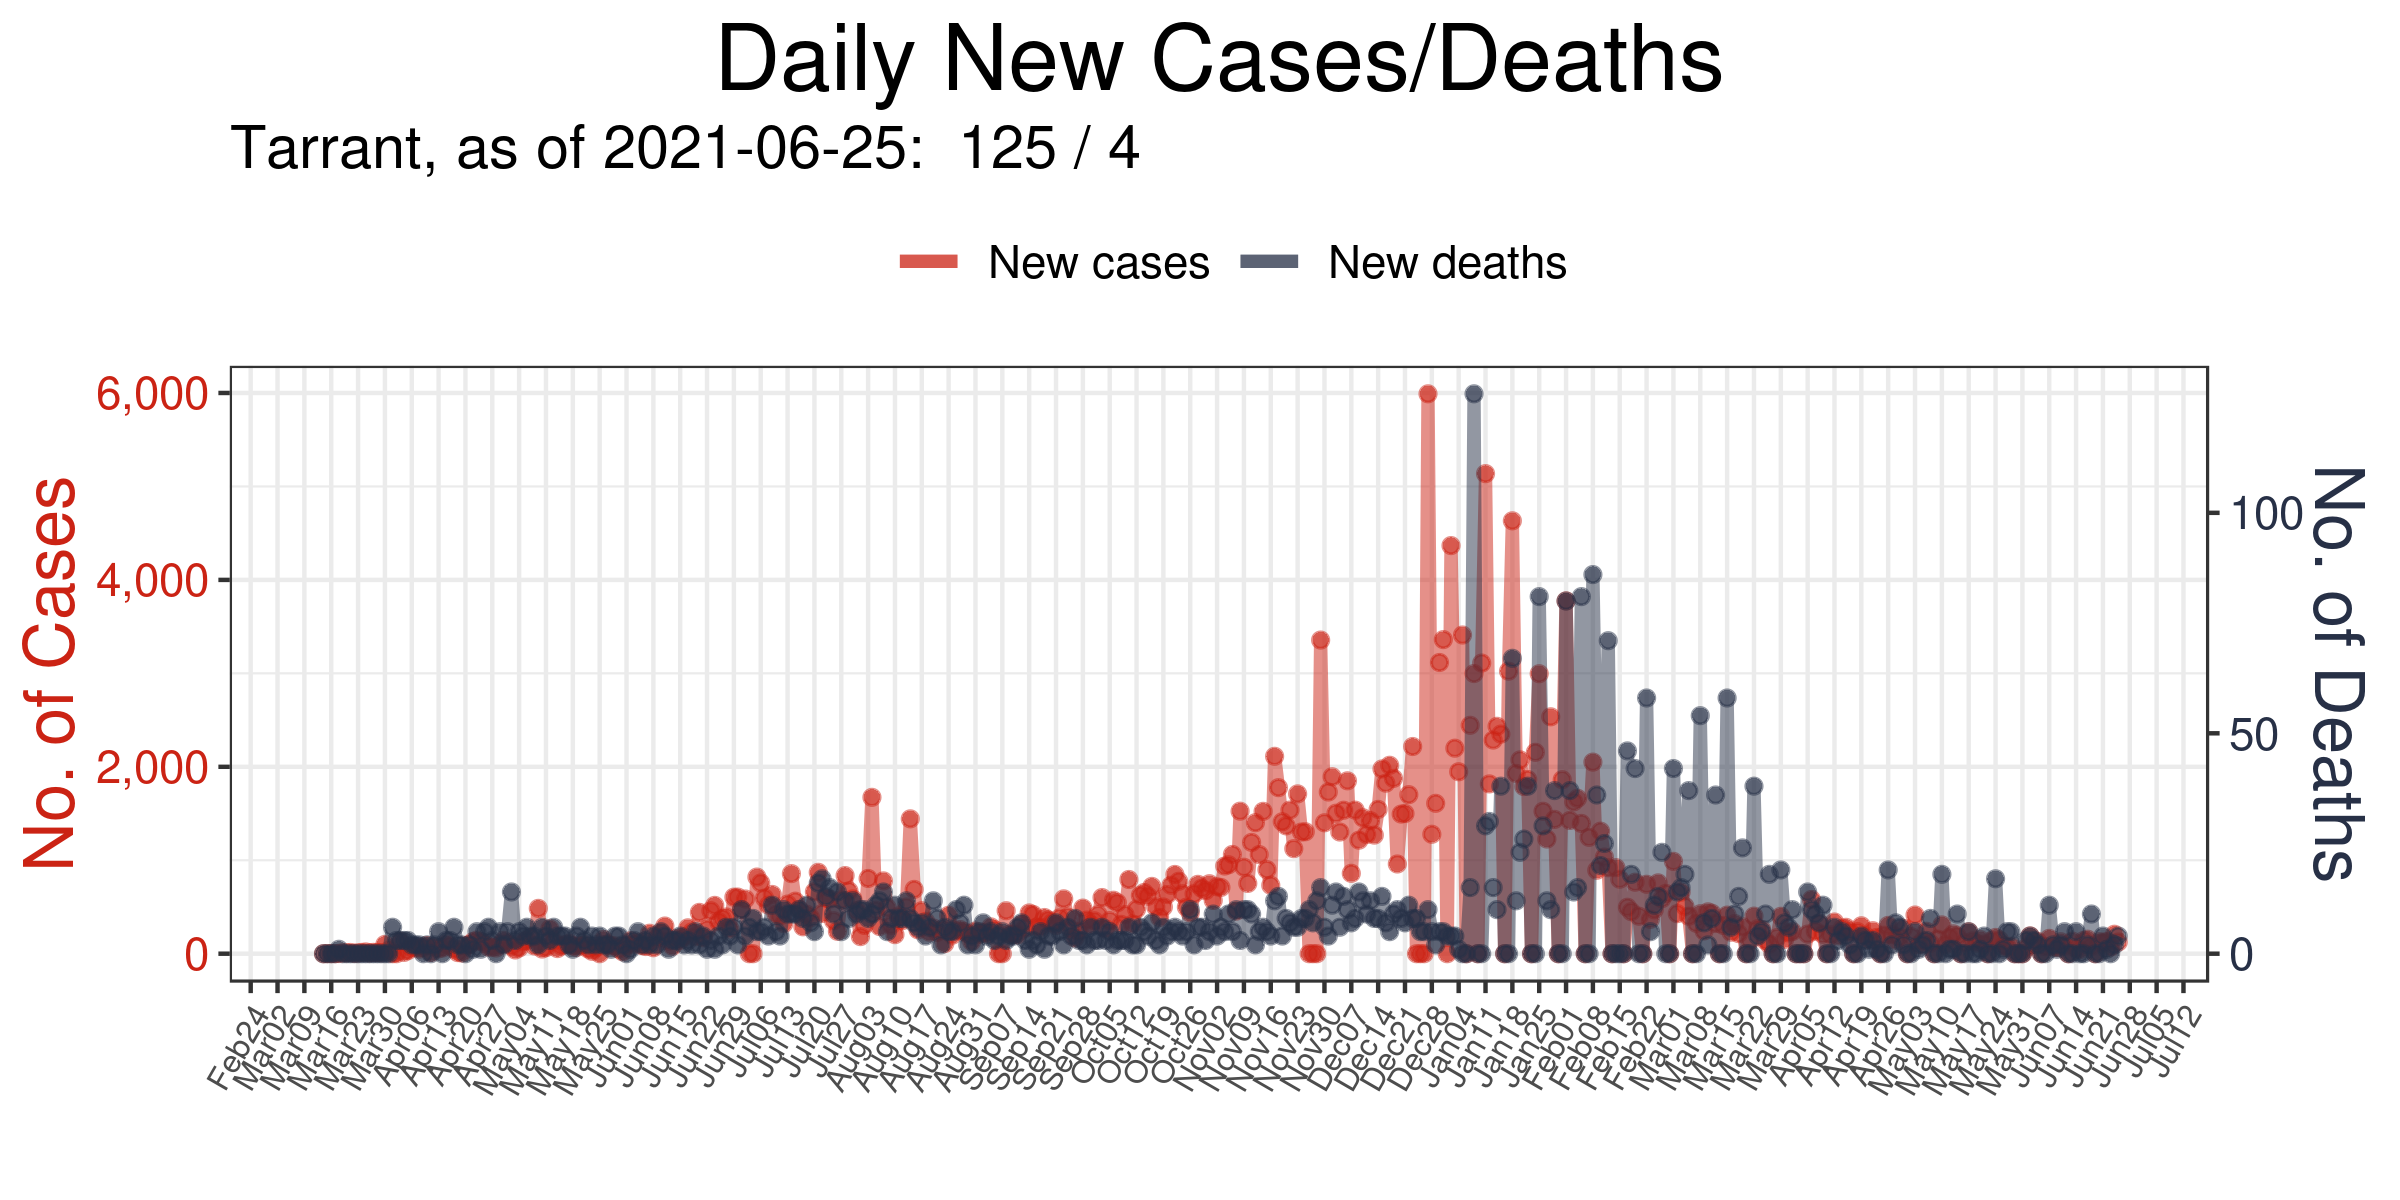 Daily New Cases/Deaths
Tarrant, as of 2021-06-25:  125 / 4
New cases
New deaths
No. of Cases
6,000
4,000
2,000
0
100
50
0
No. of Deaths
Feb24
Mar02
Mar09
Mar16
Mar23
Mar30
Apr06
Apr13
Apr20
Apr27
May04
May11
May18
May25
Jun01
Jun08
Jun15
Jun22
Jun29
Jul06
Jul13
Jul20
Jul27
Aug03
Aug10
Aug17
Aug24
Aug31
Sep07
Sep14
Sep21
Sep28
Oct05
Oct12
Oct19
Oct26
Nov02
Nov09
Nov16
Nov23
Nov30
Dec07
Dec14
Dec21
Dec28
Jan04
Jan11
Jan18
Jan25
Feb01
Feb08
Feb15
Feb22
Mar01
Mar08
Mar15
Mar22
Mar29
Apr05
Apr12
Apr19
Apr26
May03
May10
May17
May24
May31
Jun07
Jun14
Jun21
Jun28
Jul05
Jul12